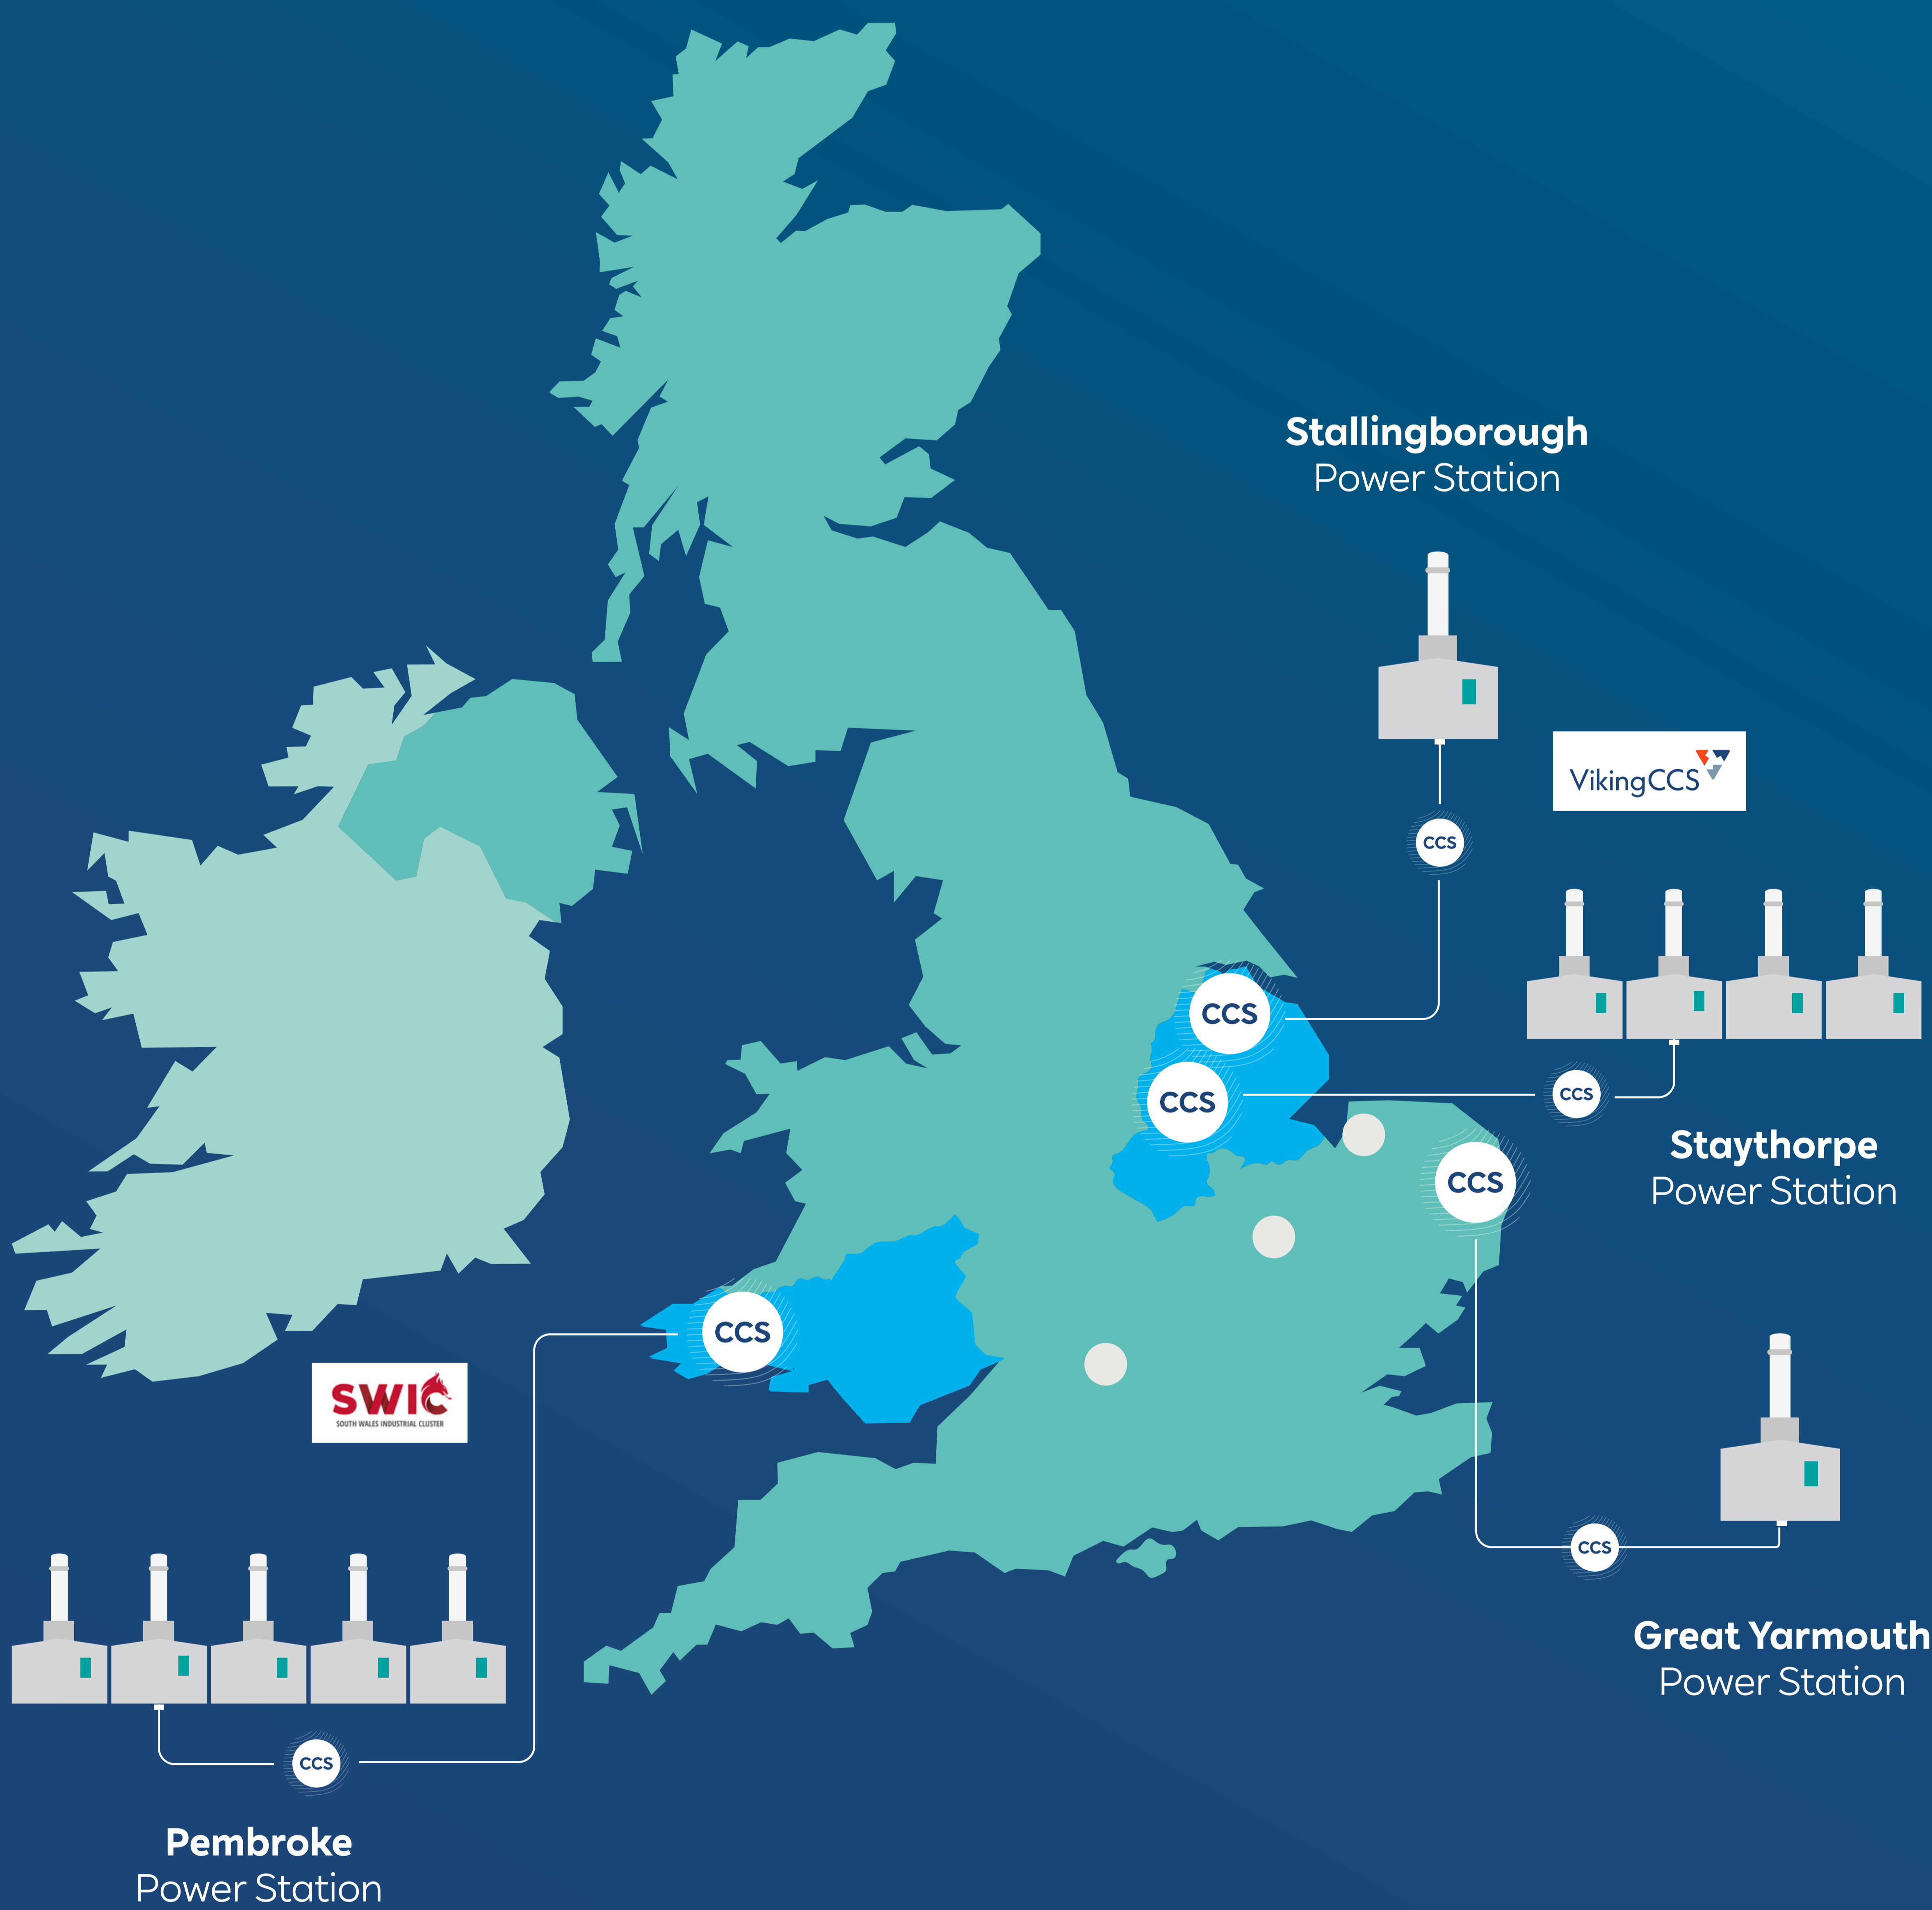 Stallingborough
Power Station
VikingCCS
CCS
CCS
CCS
CCS
Staythorpe
Power Station
CCS
CCS
SWIC
SOUTH WALES INDUSTRIAL CLUSTER
CCS
Great Yarmouth
Power Station
CCS
Pembroke
Power Station